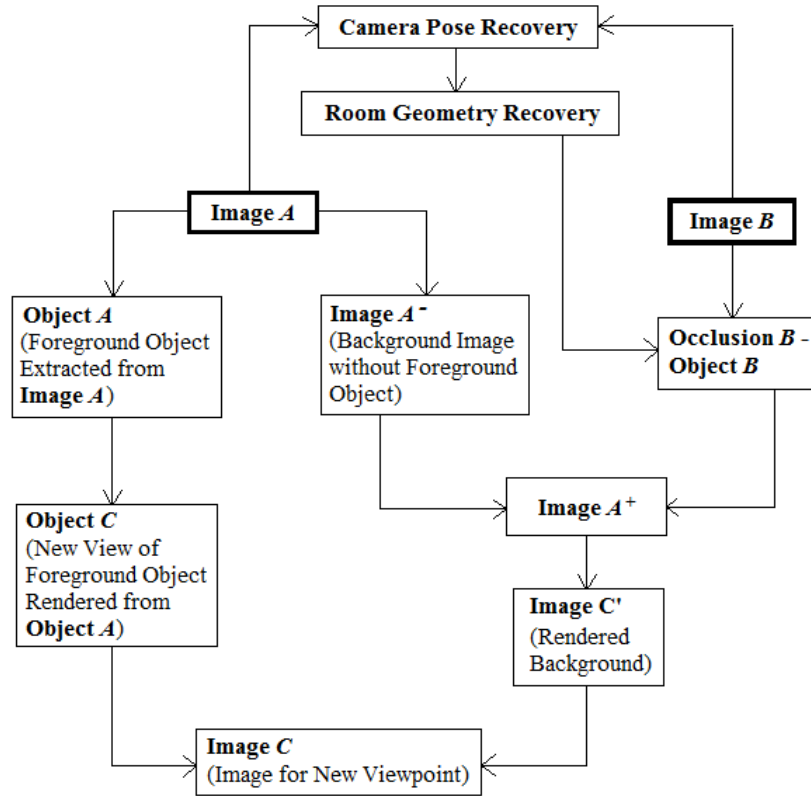 Camera Pose Recovery
Room Geometry Recovery
Image A
Image B
Object A
(Foreground Object
Extracted from
Image A)
Image A⁻
(Background Image
without Foreground
Object)
Occlusion B -
Object B
Object C
(New View of
Foreground Object
Rendered from
Object A)
Image A⁺
Image C'
(Rendered
Background)
Image C
(Image for New Viewpoint)